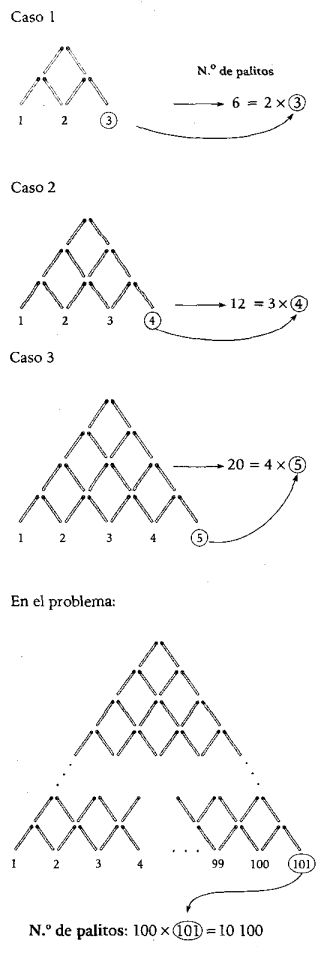 Caso 1
N.º de palitos
6 = 2 × 3
1 2 3
Caso 2
12 = 3 × 4
1 2 3 4
Caso 3
20 = 4 × 5
1 2 3 4 5
En el problema:
1 2 3 4 . . . . 99 100 101
N.º de palitos: 100 × 101 = 10 100